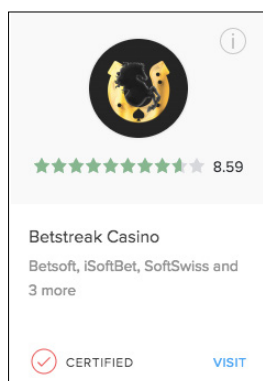 i
8.59
Betstreak Casino
Betsoft, iSoftBet, SoftSwiss and
3 more
CERTIFIED VISIT